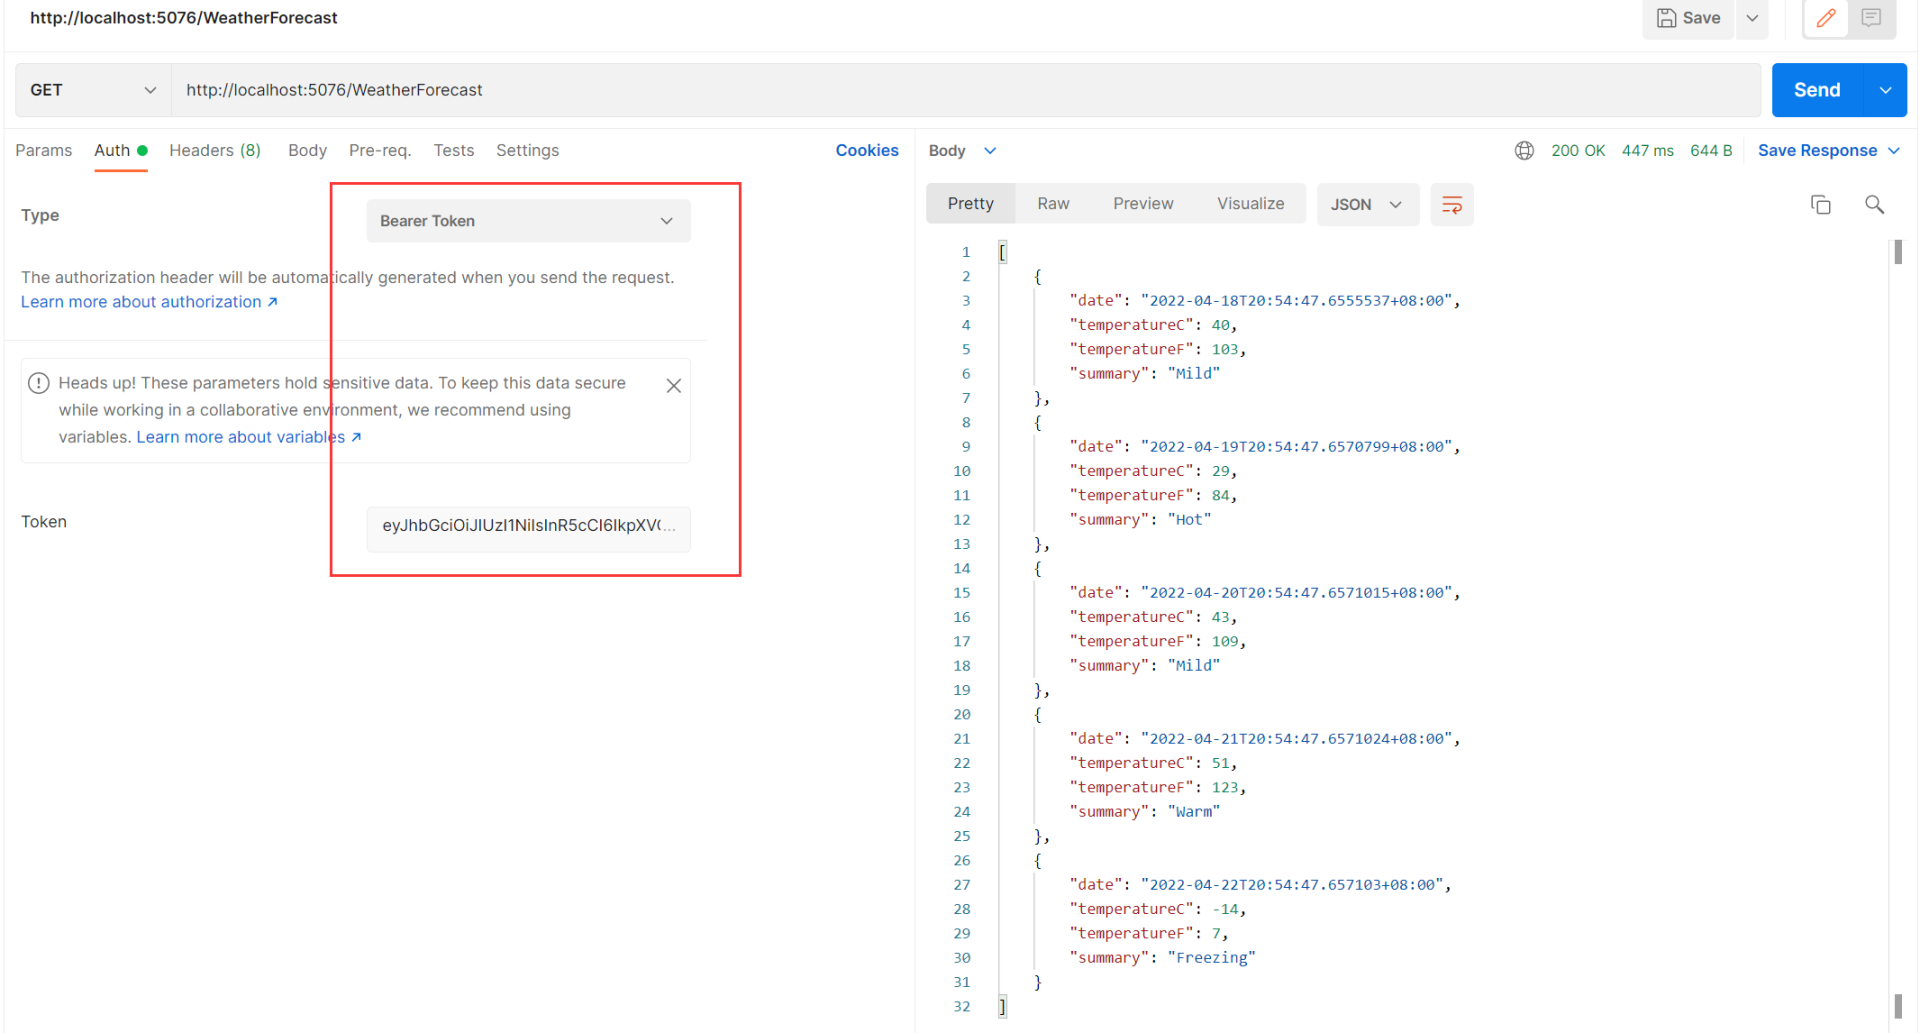 http://localhost:5076/WeatherForecast
Save
GET
http://localhost:5076/WeatherForecast
Send
Params Auth Headers (8) Body Pre-req. Tests Settings Cookies
Type
Bearer Token
The authorization header will be automatically generated when you send the request.
Learn more about authorization ↗
Heads up! These parameters hold sensitive data. To keep this data secure
while working in a collaborative environment, we recommend using
variables. Learn more about variables ↗
Token
eyJhbGciOiJIUzI1NiIsInR5cCI6IkpXV...
Body 200 OK 447 ms 644 B Save Response
Pretty Raw Preview Visualize JSON
1 [
2 {
3 "date": "2022-04-18T20:54:47.6555537+08:00",
4 "temperatureC": 40,
5 "temperatureF": 103,
6 "summary": "Mild"
7 },
8 {
9 "date": "2022-04-19T20:54:47.6570799+08:00",
10 "temperatureC": 29,
11 "temperatureF": 84,
12 "summary": "Hot"
13 },
14 {
15 "date": "2022-04-20T20:54:47.6571015+08:00",
16 "temperatureC": 43,
17 "temperatureF": 109,
18 "summary": "Mild"
19 },
20 {
21 "date": "2022-04-21T20:54:47.6571024+08:00",
22 "temperatureC": 51,
23 "temperatureF": 123,
24 "summary": "Warm"
25 },
26 {
27 "date": "2022-04-22T20:54:47.657103+08:00",
28 "temperatureC": -14,
29 "temperatureF": 7,
30 "summary": "Freezing"
31 }
32 ]